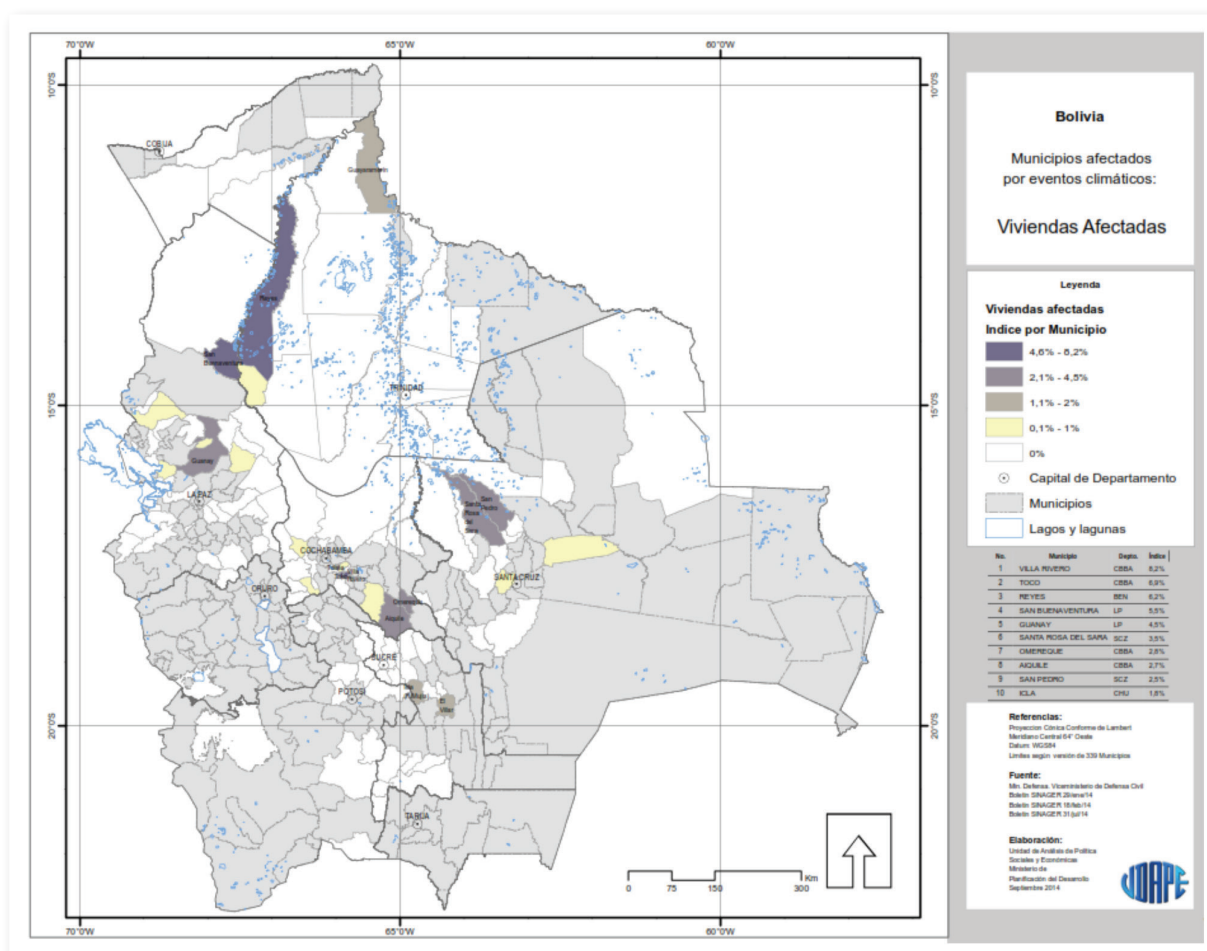 70°0'W
65°0'W
60°0'W
10°0'S
10°0'S
COBIJA
Guayaramerín
Reyes
San
Buenaventura
TRINIDAD
15°0'S
15°0'S
Guanay
LA PAZ
San
Pedro
Santa
Rosa
del
Sara
COCHABAMBA
ORURO
SANTA CRUZ
Omereque
Aiquile
SUCRE
POTOSI
El
Villar
20°0'S
20°0'S
TARIJA
0
75
150
300
Km
70°0'W
65°0'W
60°0'W
Bolivia
Municipios afectados
por eventos climáticos:
Viviendas Afectadas
Leyenda
Viviendas afectadas
Indice por Municipio
4,6% - 8,2%
2,1% - 4,5%
1,1% - 2%
0,1% - 1%
0%
Capital de Departamento
Municipios
Lagos y lagunas
No. Municipio Depto. Índice
1 VILLA RIVERO CBBA 8,2%
2 TOCO CBBA 6,9%
3 REYES BEN 6,2%
4 SAN BUENAVENTURA LP 5,5%
5 GUANAY LP 4,5%
6 SANTA ROSA DEL SARA SCZ 3,5%
7 OMEREQUE CBBA 2,8%
8 AIQUILE CBBA 2,7%
9 SAN PEDRO SCZ 2,5%
10 ICLA CHU 1,8%
Referencias:
Proyección Cónica Conforme de Lambert
Meridiano Central 64° Oeste
Datum: WGS84
Limites según versión de 339 Municipios
Fuente:
Min. Defensa. Viceministerio de Defensa Civil
Boletín SINAGER 29/ene/14
Boletín SINAGER 18/feb/14
Boletín SINAGER 31/jul/14
Elaboración:
Unidad de Análisis de Política
Sociales y Económicas
Ministerio de
Planificación del Desarrollo
Septiembre 2014
UDAPE